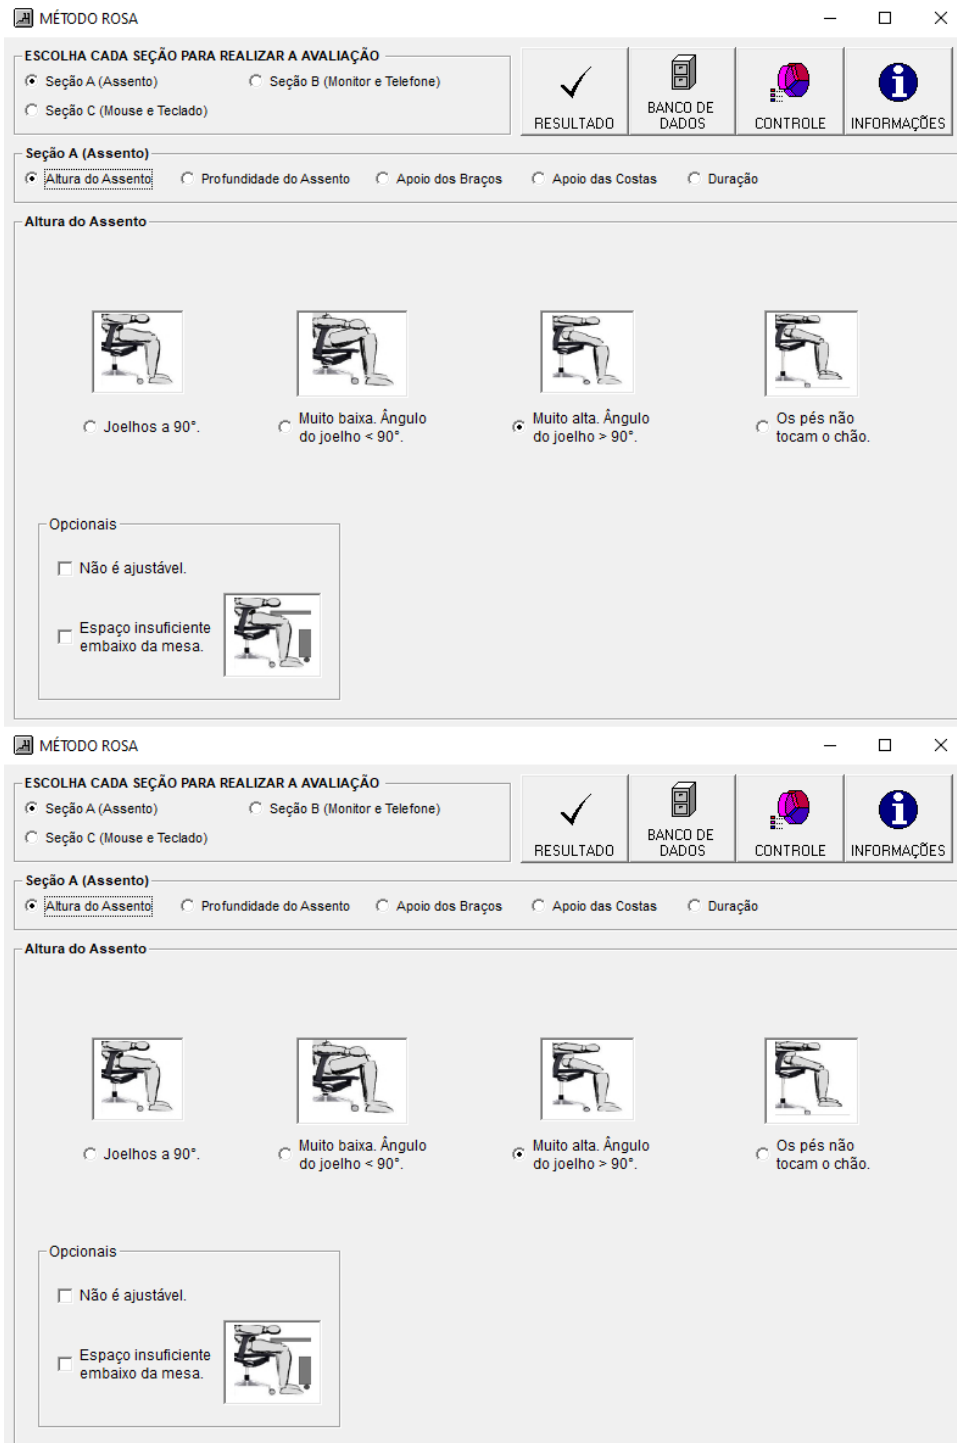 MÉTODO ROSA
ESCOLHA CADA SEÇÃO PARA REALIZAR A AVALIAÇÃO
Seção A (Assento)
Seção B (Monitor e Telefone)
Seção C (Mouse e Teclado)
RESULTADO
BANCO DE
DADOS
CONTROLE
INFORMAÇÕES
Seção A (Assento)
Altura do Assento
Profundidade do Assento
Apoio dos Braços
Apoio das Costas
Duração
Altura do Assento
Joelhos a 90°.
Muito baixa. Ângulo
do joelho < 90°.
Muito alta. Ângulo
do joelho > 90°.
Os pés não
tocam o chão.
Opcionais
Não é ajustável.
Espaço insuficiente
embaixo da mesa.
MÉTODO ROSA
ESCOLHA CADA SEÇÃO PARA REALIZAR A AVALIAÇÃO
Seção A (Assento)
Seção B (Monitor e Telefone)
Seção C (Mouse e Teclado)
RESULTADO
BANCO DE
DADOS
CONTROLE
INFORMAÇÕES
Seção A (Assento)
Altura do Assento
Profundidade do Assento
Apoio dos Braços
Apoio das Costas
Duração
Altura do Assento
Joelhos a 90°.
Muito baixa. Ângulo
do joelho < 90°.
Muito alta. Ângulo
do joelho > 90°.
Os pés não
tocam o chão.
Opcionais
Não é ajustável.
Espaço insuficiente
embaixo da mesa.